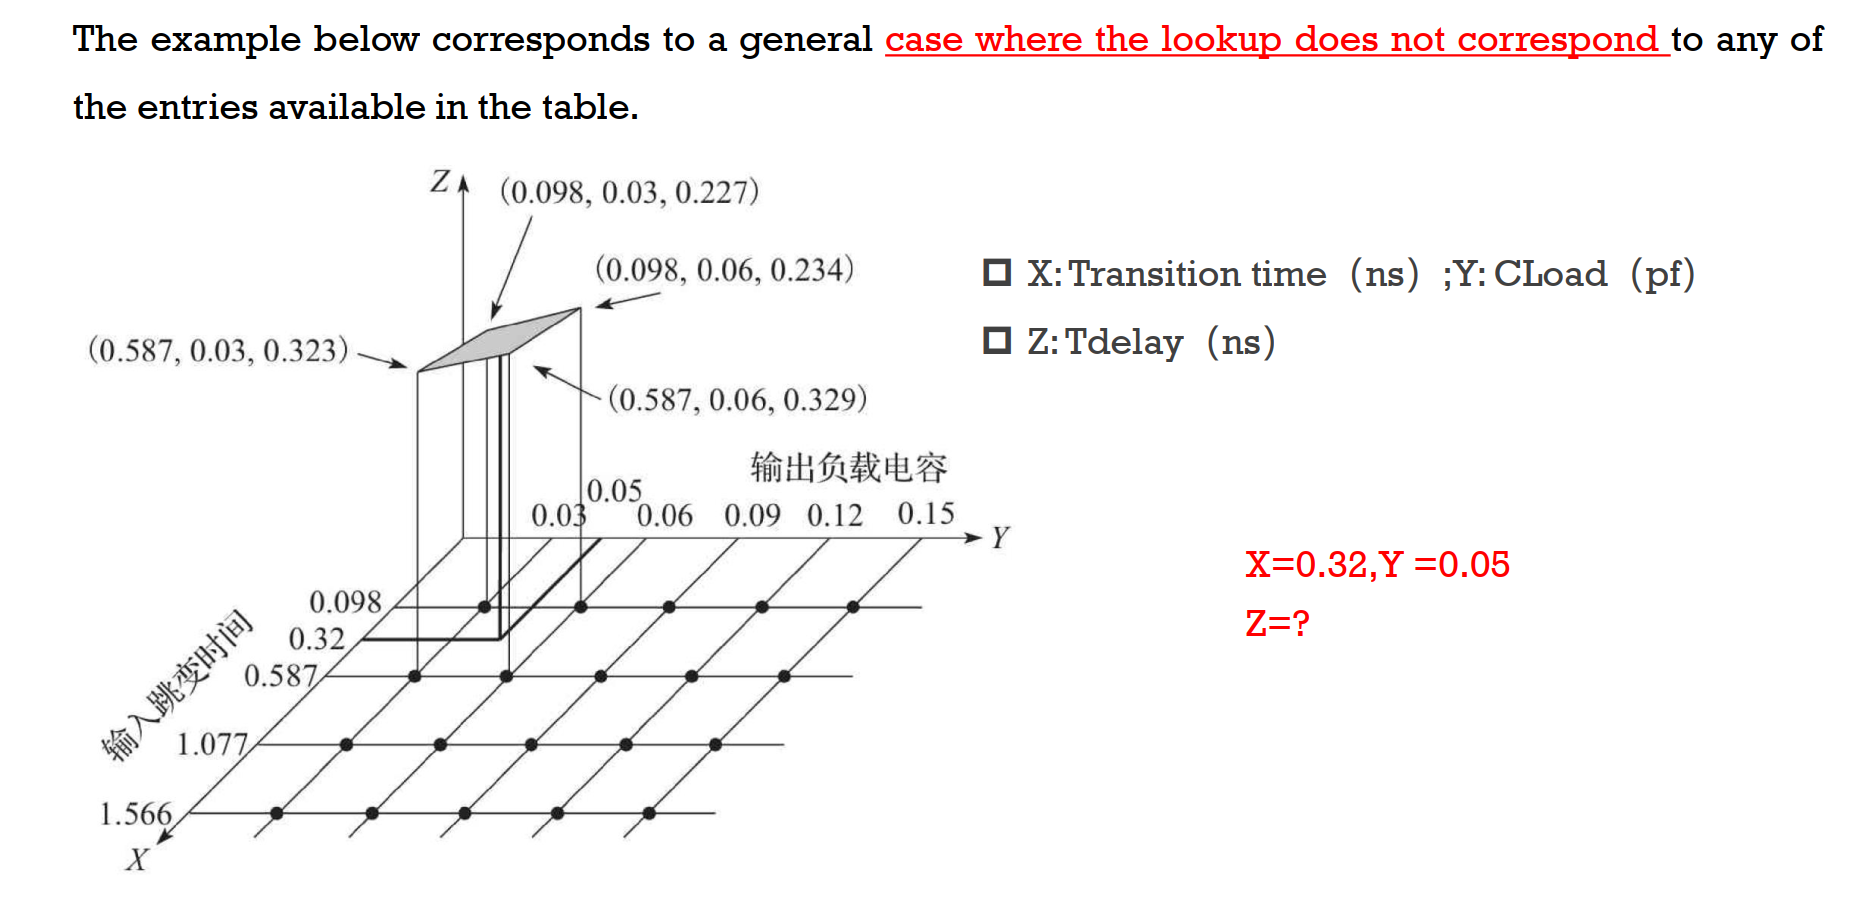 The example below corresponds to a general case where the lookup does not correspond to any of
the entries available in the table.
Z
(0.098, 0.03, 0.227)
(0.098, 0.06, 0.234)
(0.587, 0.03, 0.323)
(0.587, 0.06, 0.329)
X:Transition time（ns）;Y: CLoad（pf）
Z:Tdelay（ns）
输出负载电容
0.05
0.03 0.06 0.09 0.12 0.15
Y
X=0.32,Y =0.05
Z=?
0.098
0.32
0.587
1.077
1.566
输入跳变时间
X